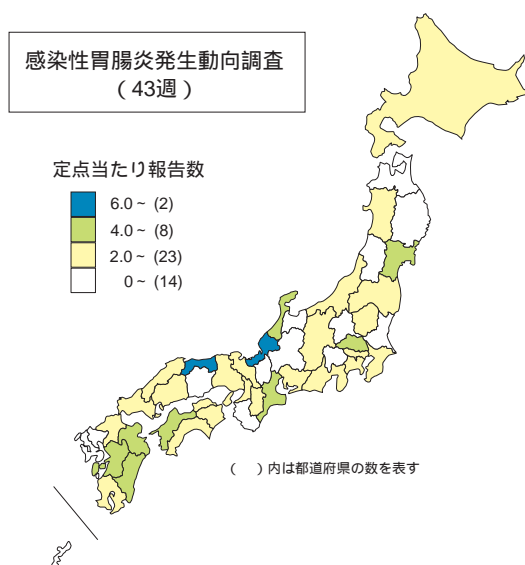 感染性胃腸炎発生動向調査
（43週）
定点当たり報告数
6.0～ (2)
4.0～ (8)
2.0～ (23)
0～ (14)
（　）内は都道府県の数を表す